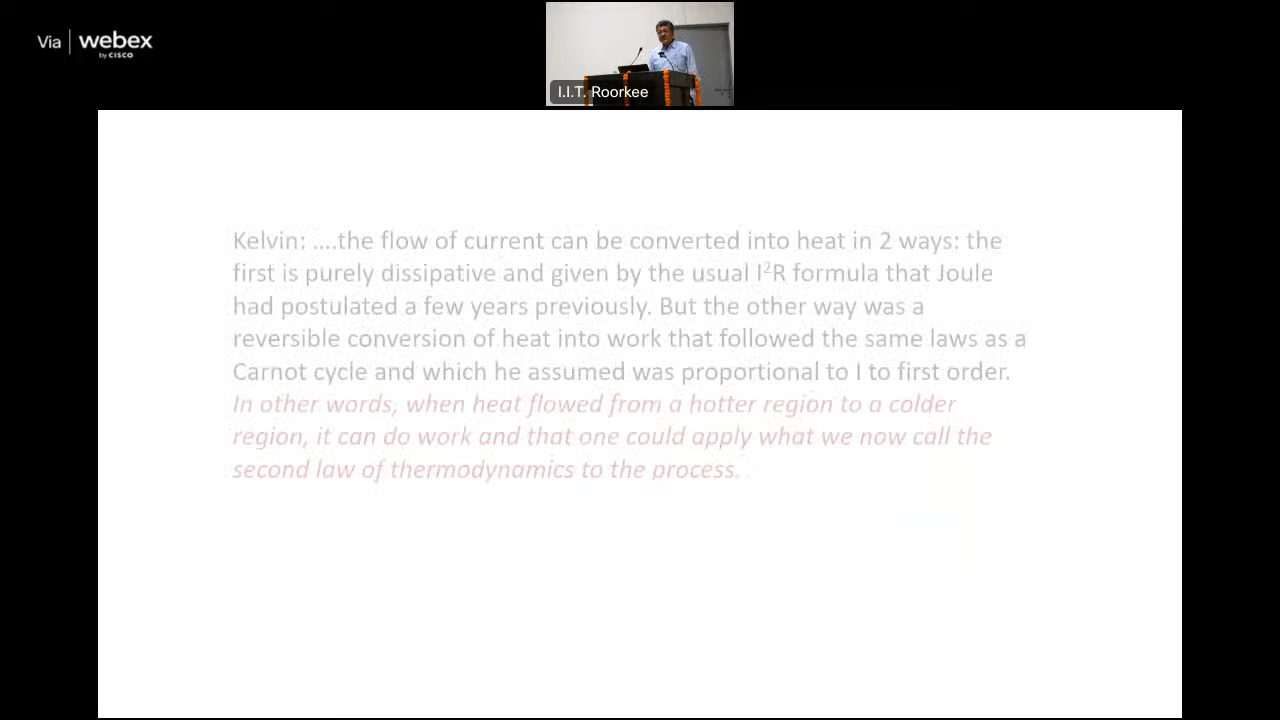 Via webex
by CISCO
I.I.T. Roorkee
Kelvin: ....the flow of current can be converted into heat in 2 ways: the
first is purely dissipative and given by the usual I²R formula that Joule
had postulated a few years previously. But the other way was a
reversible conversion of heat into work that followed the same laws as a
Carnot cycle and which he assumed was proportional to I to first order.
In other words, when heat flowed from a hotter region to a colder
region, it can do work and that one could apply what we now call the
second law of thermodynamics to the process.